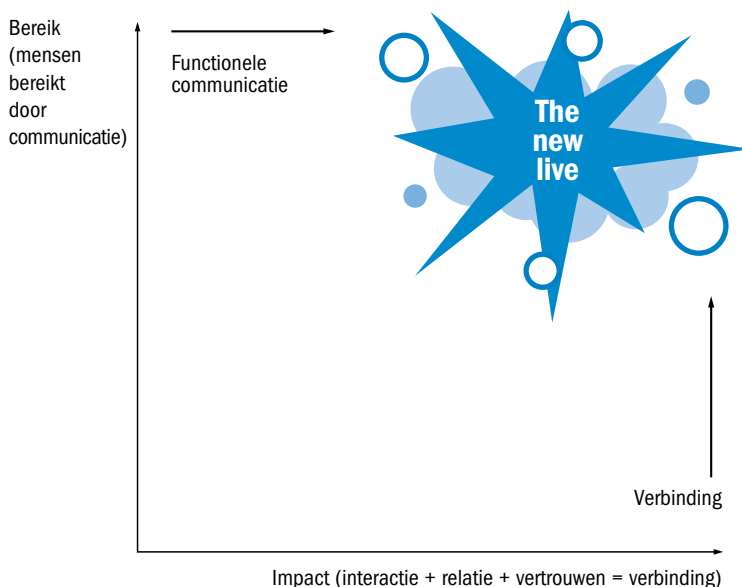 Bereik
(mensen
bereikt
door
communicatie)
Functionele
communicatie
The
new
live
Verbinding
Impact (interactie + relatie + vertrouwen = verbinding)